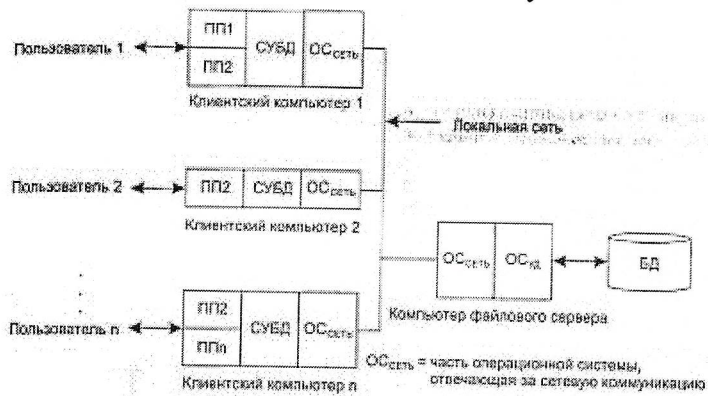 ПП1
Пользователь 1
СУБД
ОСсеть
ПП2
Клиентский компьютер 1
Локальная сеть
Пользователь 2
ПП2
СУБД
ОСсеть
Клиентский компьютер 2
ОСсеть
ОСУД
БД
Компьютер файлового сервера
ПП2
Пользователь n
СУБД
ОСсеть
ППn
Клиентский компьютер n
ОСсеть = часть операционной системы,
отвечающая за сетевую коммуникацию